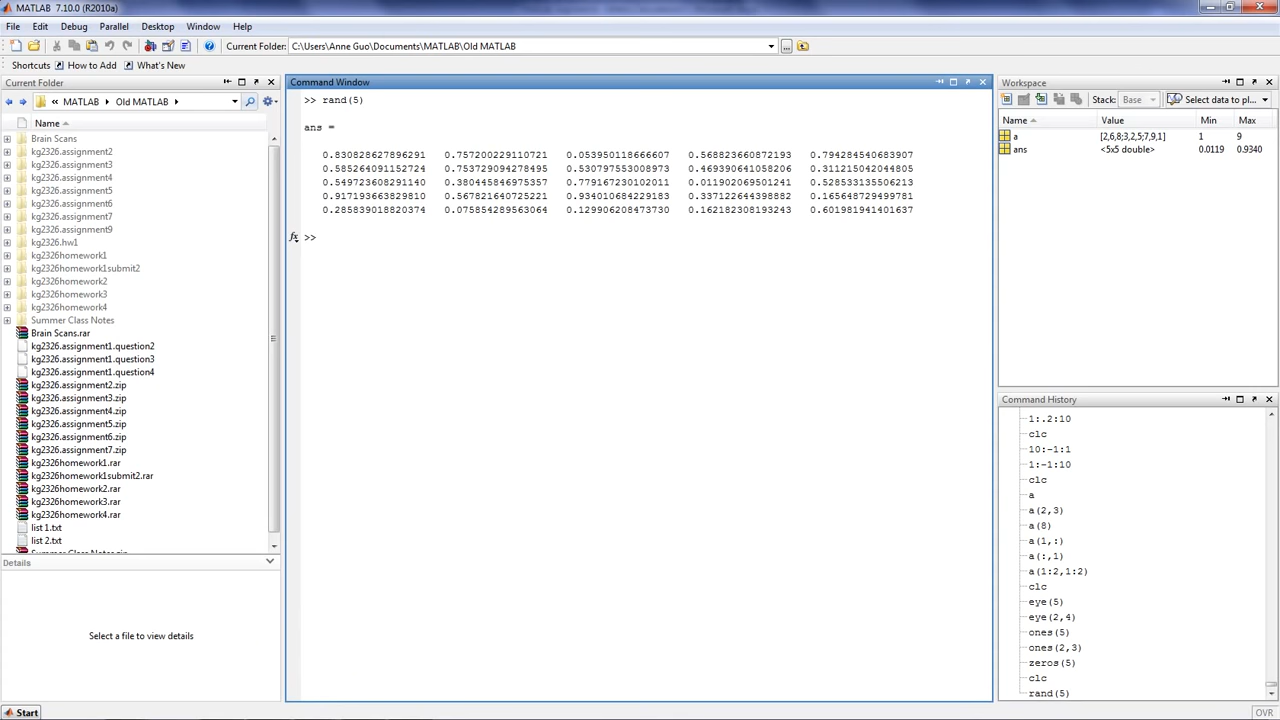 MATLAB 7.10.0 (R2010a)
File Edit Debug Parallel Desktop Window Help
Current Folder: C:\Users\Anne Guo\Documents\MATLAB\Old MATLAB ...
Shortcuts How to Add What's New
Current Folder
« MATLAB Old MATLAB
Name
Brain Scans
kg2326.assignment2
kg2326.assignment3
kg2326.assignment4
kg2326.assignment5
kg2326.assignment6
kg2326.assignment7
kg2326.assignment9
kg2326.hw1
kg2326homework1
kg2326homework1submit2
kg2326homework2
kg2326homework3
kg2326homework4
Summer Class Notes
Brain Scans.rar
kg2326.assignment1.question2
kg2326.assignment1.question3
kg2326.assignment1.question4
kg2326.assignment2.zip
kg2326.assignment3.zip
kg2326.assignment4.zip
kg2326.assignment5.zip
kg2326.assignment6.zip
kg2326.assignment7.zip
kg2326homework1.rar
kg2326homework1submit2.rar
kg2326homework2.rar
kg2326homework3.rar
kg2326homework4.rar
list 1.txt
list 2.txt
Summer Class Notes.zip
Details
Select a file to view details
Start
Command Window
>> rand(5)
ans =
0.830828627896291 0.757200229110721 0.053950118666607 0.568823660872193 0.794284540683907
0.585264091152724 0.753729094278495 0.530797553008973 0.469390641058206 0.311215042044805
0.549723608291140 0.380445846975357 0.779167230102011 0.011902069501241 0.528533135506213
0.917193663829810 0.567821640725221 0.934010684229183 0.337122644398882 0.165648729499781
0.285839018820374 0.075854289563064 0.129906208473730 0.162182308193243 0.601981941401637
fx >>
Workspace
Stack: Base Select data to pl...
Name Value Min Max
a [2,6,8;3,2,5;7,9,1] 1 9
ans <5x5 double> 0.0119 0.9340
Command History
1:.2:10
clc
10:-1:1
1:-1:10
clc
a
a(2,3)
a(8)
a(1,:)
a(:,1)
a(1:2,1:2)
clc
eye(5)
eye(2,4)
ones(5)
ones(2,3)
zeros(5)
clc
rand(5)
OVR